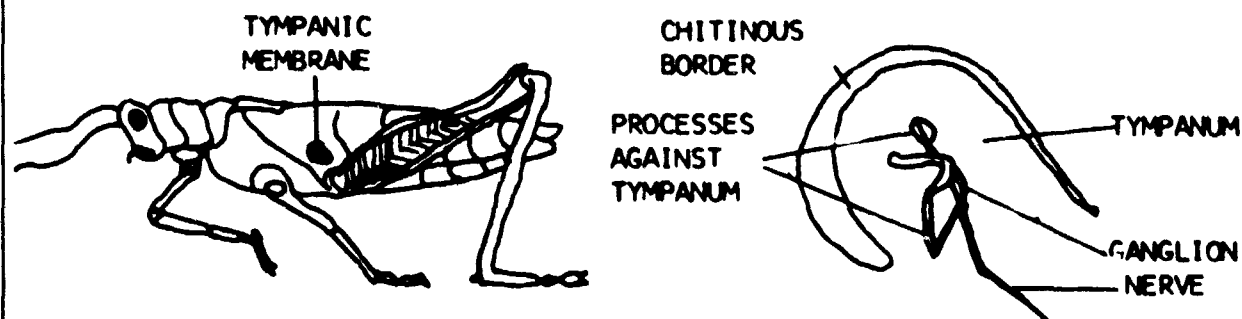 TYMPANIC
MEMBRANE
CHITINOUS
BORDER
PROCESSES
AGAINST
TYMPANUM
TYMPANUM
GANGLION
NERVE